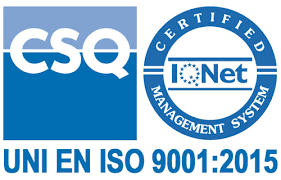 CSQ
CERTIFIED
IQNet
MANAGEMENT SYSTEM
UNI EN ISO 9001:2015